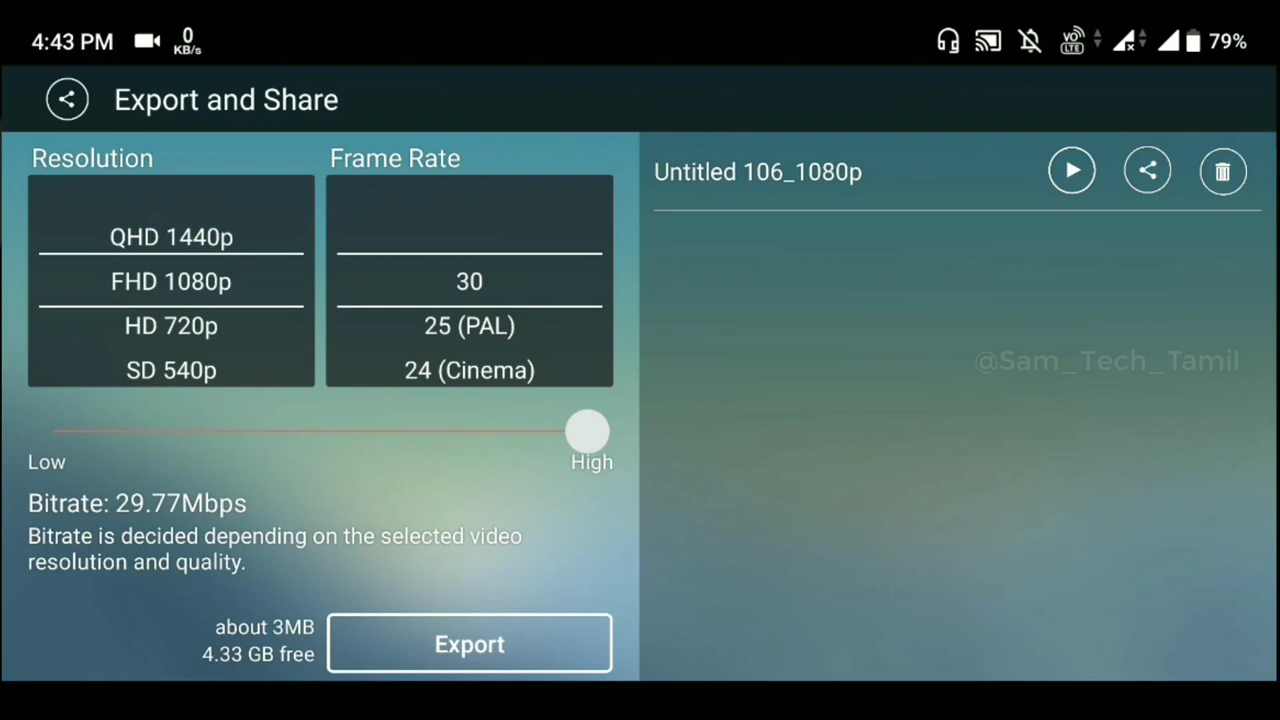 4:43 PM
0
KB/s
VO
LTE
79%
Export and Share
Resolution
Frame Rate
QHD 1440p
FHD 1080p
HD 720p
SD 540p
30
25 (PAL)
24 (Cinema)
Low
High
Bitrate: 29.77Mbps
Bitrate is decided depending on the selected video
resolution and quality.
about 3MB
4.33 GB free
Export
Untitled 106_1080p
@Sam_Tech_Tamil